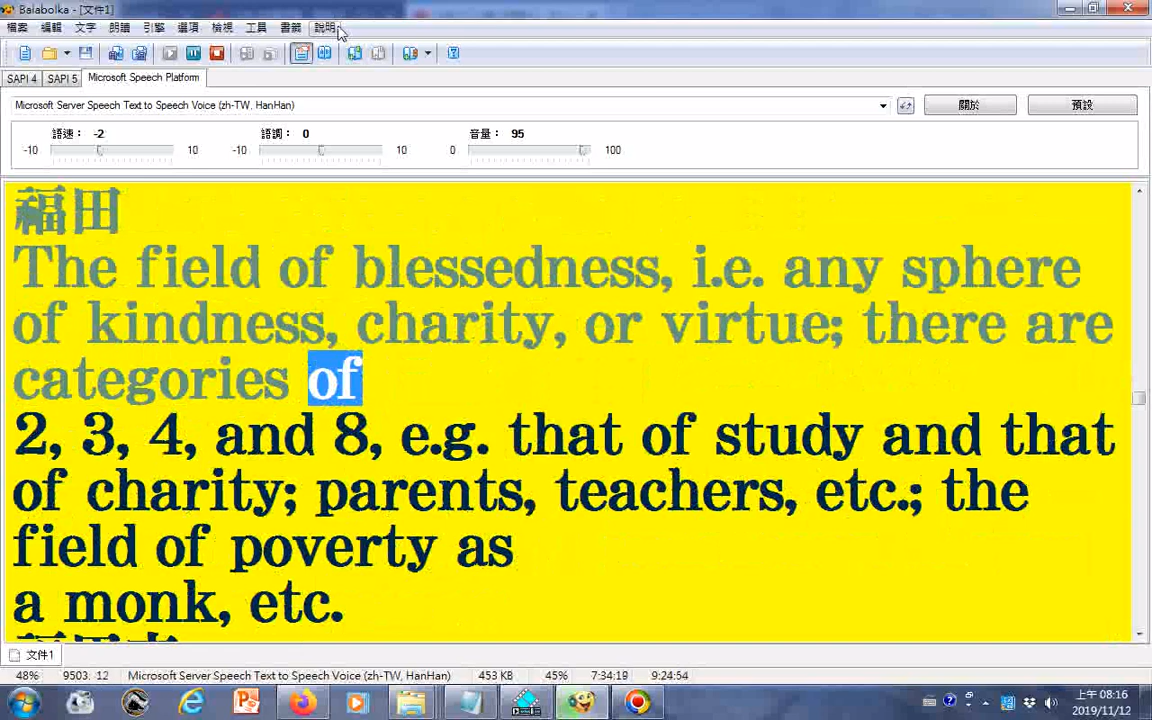 Balabolka - [文件1]
檔案 編輯 文字 朗讀 引擎 選項 檢視 工具 書籤 說明
SAPI 4 SAPI 5 Microsoft Speech Platform
Microsoft Server Speech Text to Speech Voice (zh-TW, HanHan) 關於 預設
語速： -2 語調： 0 音量： 95
-10 10 -10 10 0 100
福田
The field of blessedness, i.e. any sphere
of kindness, charity, or virtue; there are
categories of
2, 3, 4, and 8, e.g. that of study and that
of charity; parents, teachers, etc.; the
field of poverty as
a monk, etc.
文件1
48% 9503: 12 Microsoft Server Speech Text to Speech Voice (zh-TW, HanHan) 453 KB 45% 7:34:19 9:24:54
上午 08:16
2019/11/12